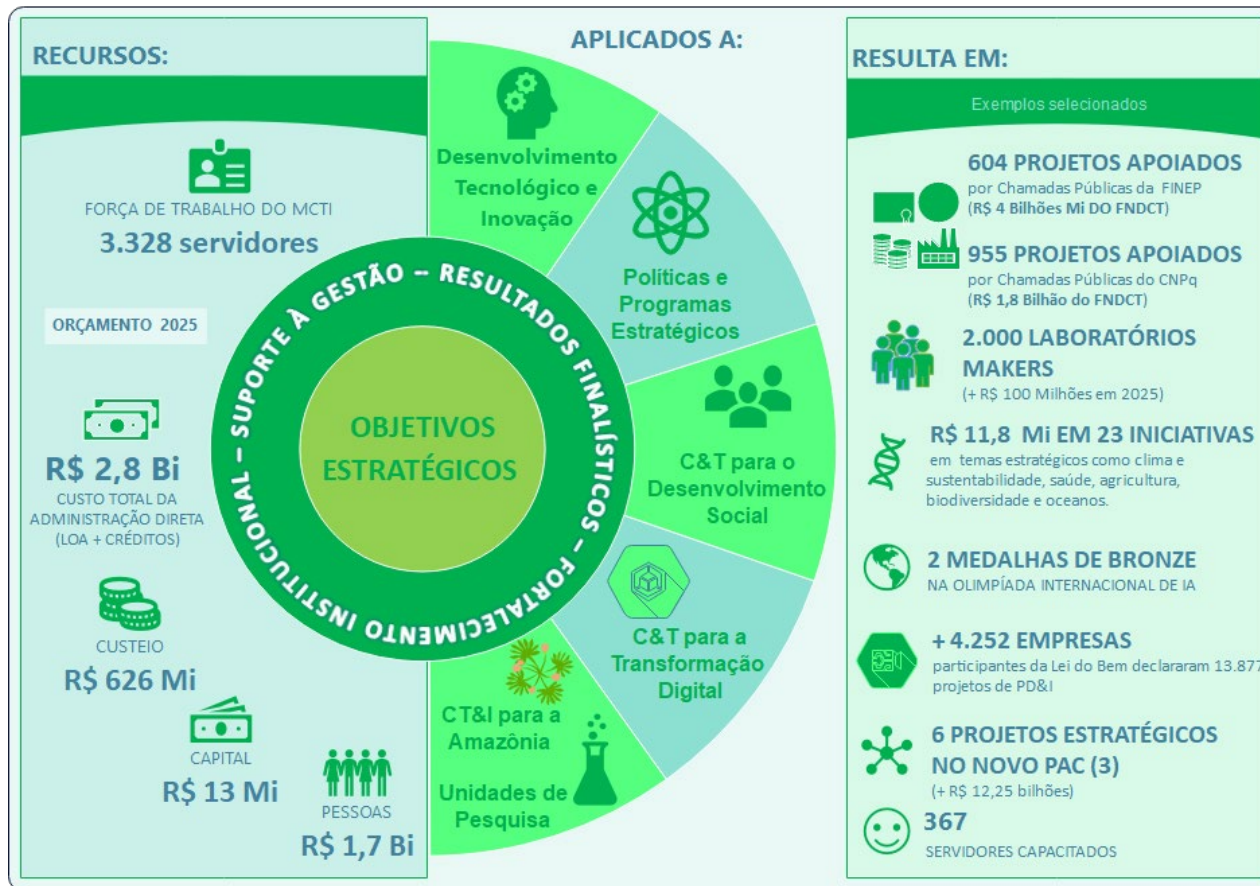 RECURSOS:
FORÇA DE TRABALHO DO MCTI
3.328 servidores
ORÇAMENTO 2025
R$ 2,8 Bi
CUSTO TOTAL DA
ADMINISTRAÇÃO DIRETA
(LOA + CRÉDITOS)
CUSTEIO
R$ 626 Mi
CAPITAL
R$ 13 Mi
PESSOAS
R$ 1,7 Bi
APLICADOS A:
SUPORTE À GESTÃO – RESULTADOS FINALÍSTICOS – FORTALECIMENTO INSTITUCIONAL –
OBJETIVOS
ESTRATÉGICOS
Desenvolvimento
Tecnológico e
Inovação
Políticas e
Programas
Estratégicos
C&T para o
Desenvolvimento
Social
C&T para a
Transformação
Digital
CT&I para a
Amazônia
Unidades de
Pesquisa
RESULTA EM:
Exemplos selecionados
604 PROJETOS APOIADOS
por Chamadas Públicas da FINEP
(R$ 4 Bilhões Mi DO FNDCT)
955 PROJETOS APOIADOS
por Chamadas Públicas do CNPq
(R$ 1,8 Bilhão do FNDCT)
2.000 LABORATÓRIOS
MAKERS
(+ R$ 100 Milhões em 2025)
R$ 11,8 Mi EM 23 INICIATIVAS
em temas estratégicos como clima e
sustentabilidade, saúde, agricultura,
biodiversidade e oceanos.
2 MEDALHAS DE BRONZE
NA OLIMPÍADA INTERNACIONAL DE IA
+ 4.252 EMPRESAS
participantes da Lei do Bem declararam 13.877
projetos de PD&I
6 PROJETOS ESTRATÉGICOS
NO NOVO PAC (3)
(+ R$ 12,25 bilhões)
367
SERVIDORES CAPACITADOS